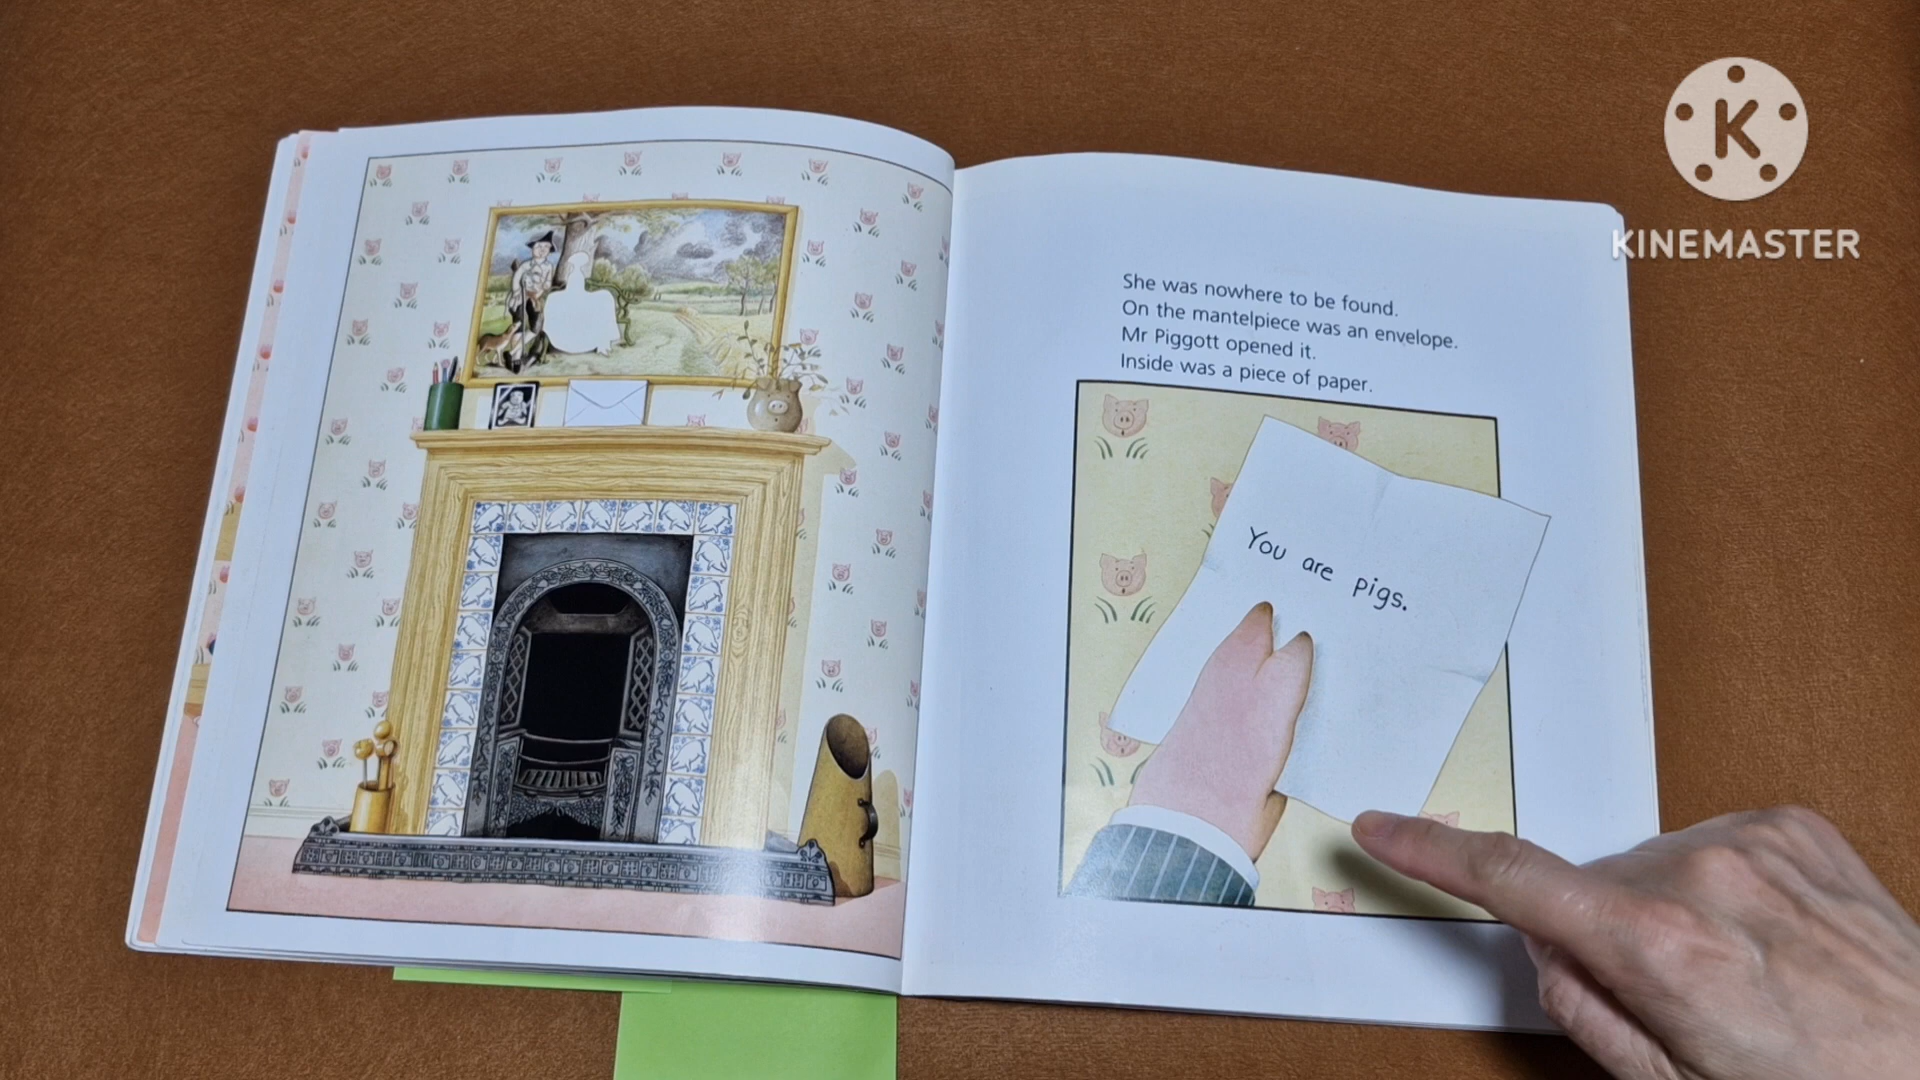 She was nowhere to be found.
On the mantelpiece was an envelope.
Mr Piggott opened it.
Inside was a piece of paper.
You are pigs.
K
KINEMASTER